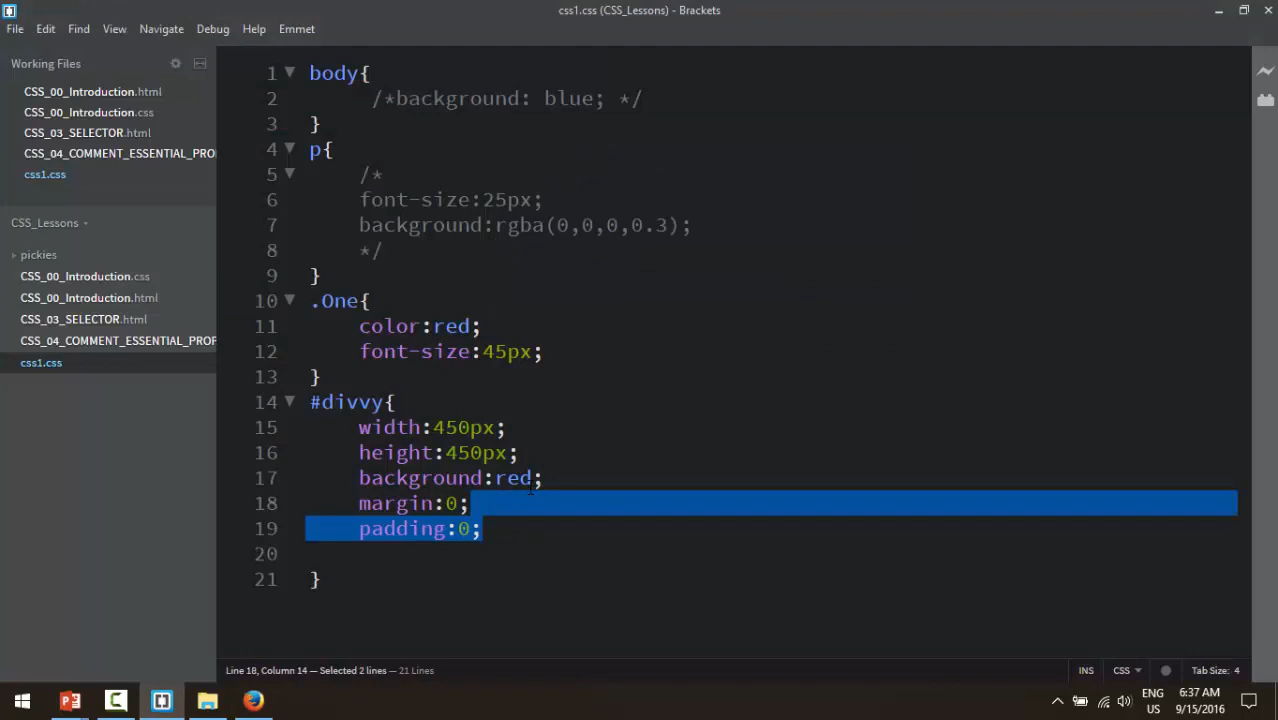 css1.css (CSS_Lessons) - Brackets
File Edit Find View Navigate Debug Help Emmet
Working Files
CSS_00_Introduction.html
CSS_00_Introduction.css
CSS_03_SELECTOR.html
CSS_04_COMMENT_ESSENTIAL_PRO
css1.css
CSS_Lessons
pickies
CSS_00_Introduction.css
CSS_00_Introduction.html
CSS_03_SELECTOR.html
CSS_04_COMMENT_ESSENTIAL_PROF
css1.css
1 body{
2 /*background: blue; */
3 }
4 p{
5 /*
6 font-size:25px;
7 background:rgba(0,0,0,0.3);
8 */
9 }
10 .One{
11 color:red;
12 font-size:45px;
13 }
14 #divvy{
15 width:450px;
16 height:450px;
17 background:red;
18 margin:0;
19 padding:0;
20
21 }
Line 18, Column 14 — Selected 2 lines — 21 Lines
INS CSS Tab Size: 4
ENG 6:37 AM
US 9/15/2016